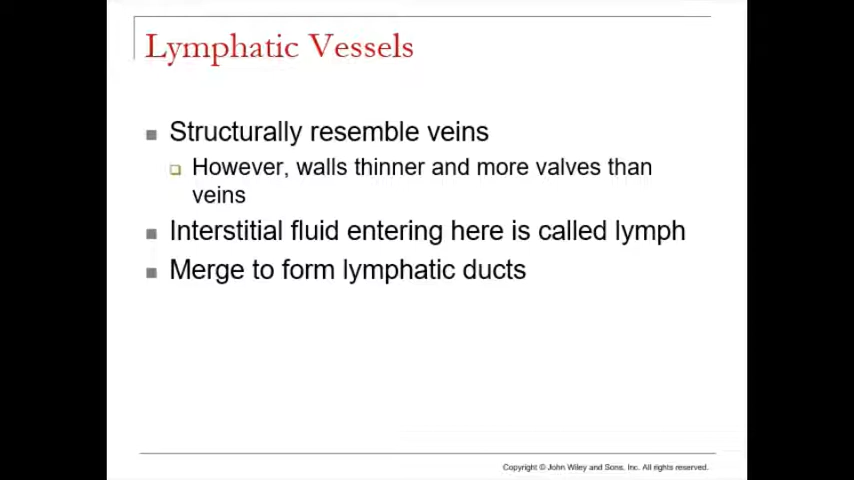 Lymphatic Vessels
Structurally resemble veins
However, walls thinner and more valves than
veins
Interstitial fluid entering here is called lymph
Merge to form lymphatic ducts
Copyright © John Wiley and Sons, Inc. All rights reserved.